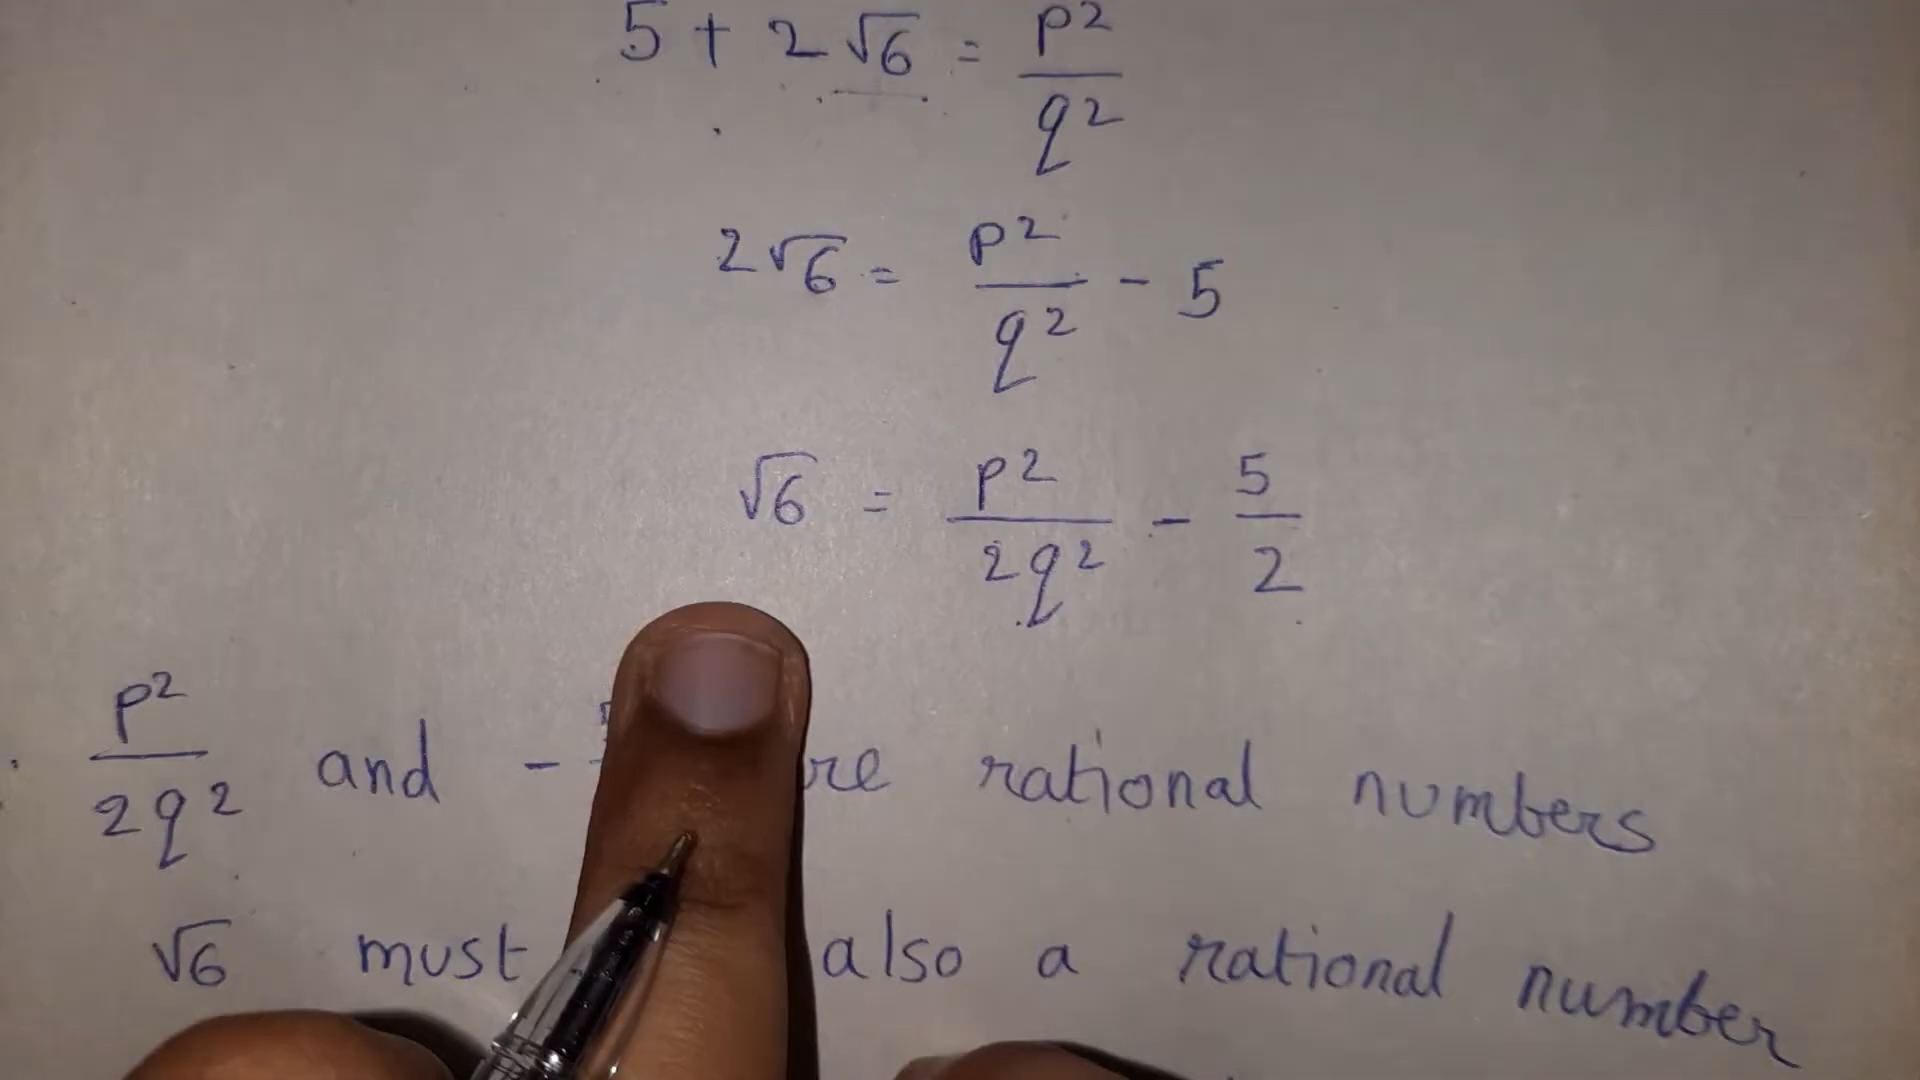 5 + 2√6 = p²/q²
2√6 = p²/q² - 5
√6 = p²/2q² - 5/2
p²/2q² and - rational numbers
√6 must also a rational number